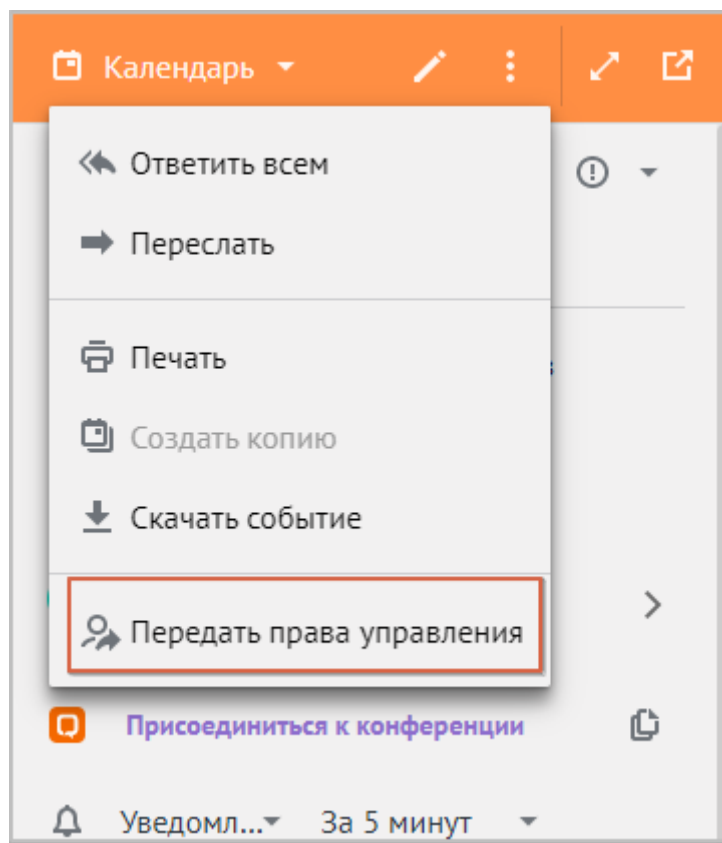 Календарь
Ответить всем
Переслать
Печать
Создать копию
Скачать событие
Передать права управления
Присоединиться к конференции
Уведомл... За 5 минут